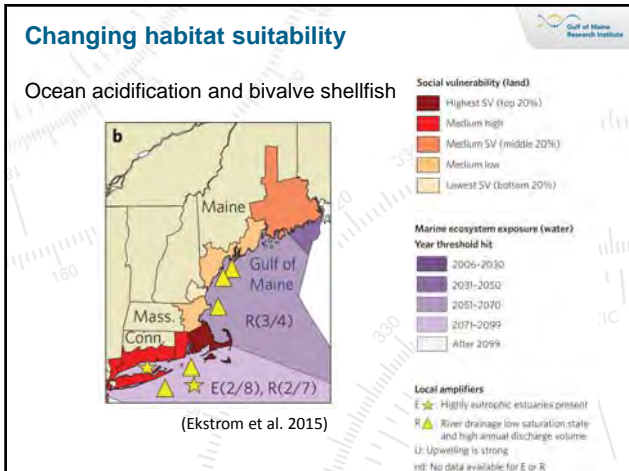 Changing habitat suitability
Gulf of Maine
Research Institute
Ocean acidification and bivalve shellfish
b
Maine
Gulf of
Maine
Mass.
R(3/4)
Conn.
E(2/8), R(2/7)
(Ekstrom et al. 2015)
Social vulnerability (land)
Highest SV (top 20%)
Medium high
Medium SV (middle 20%)
Medium low
Lowest SV (bottom 20%)
Marine ecosystem exposure (water)
Year threshold hit
2006–2030
2031–2050
2051–2070
2071–2099
After 2099
Local amplifiers
E : Highly eutrophic estuaries present
R : River drainage low saturation state
and high annual discharge volume
U: Upwelling is strong
nd: No data available for E or R
160
330